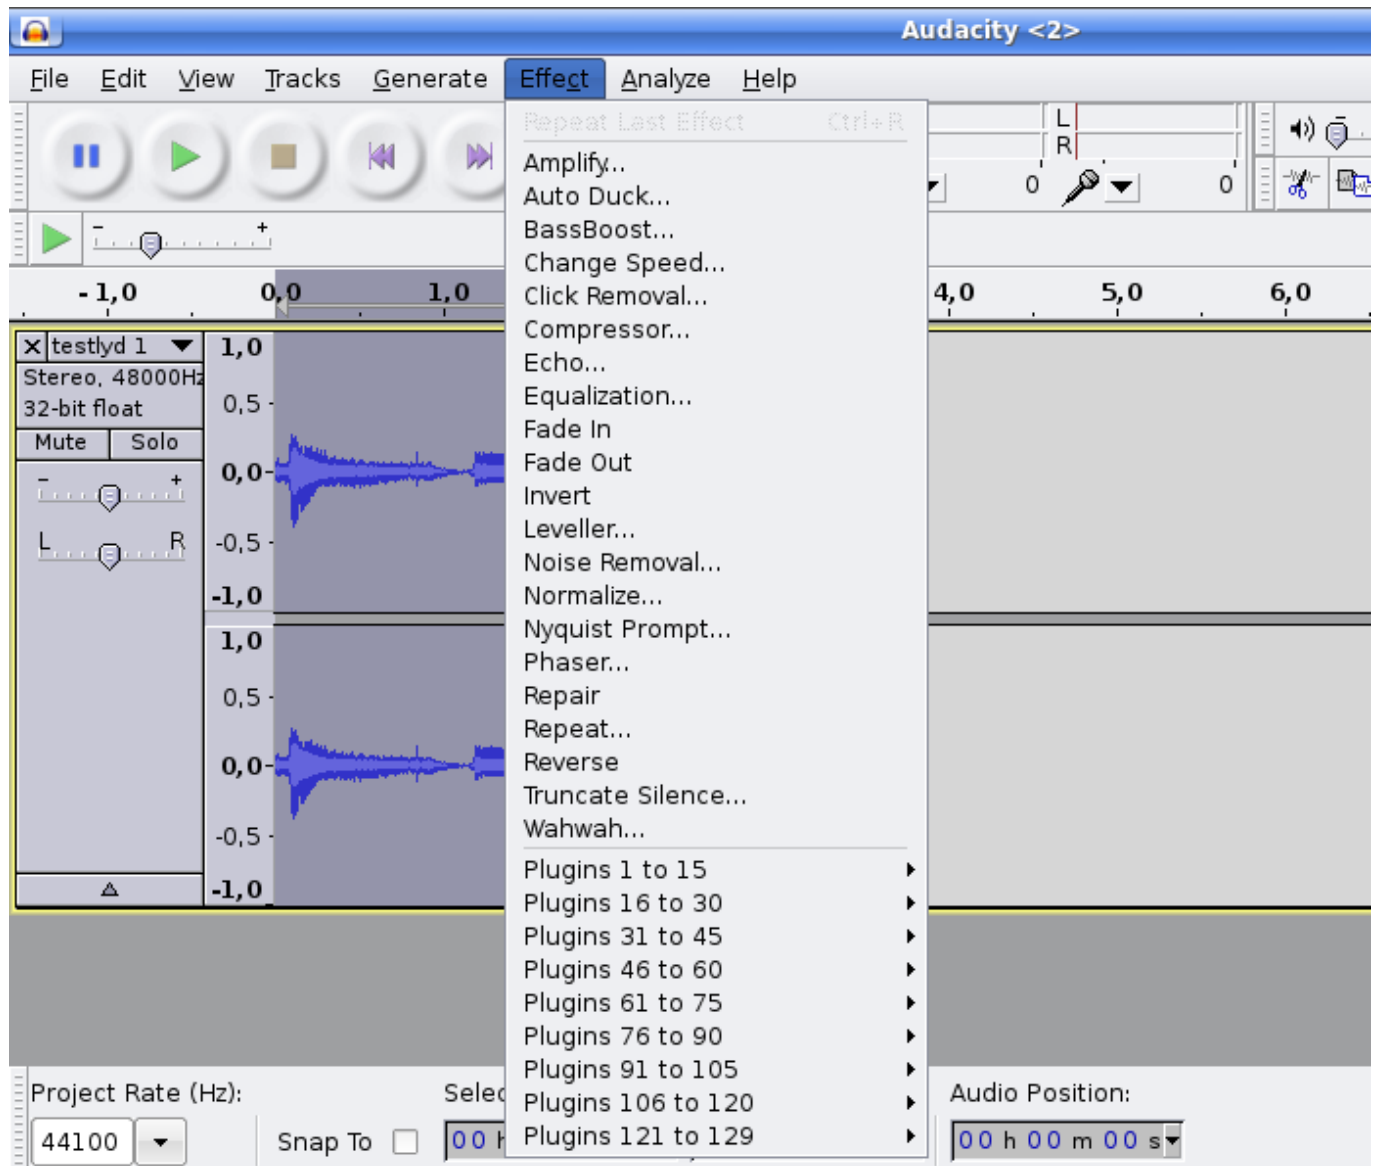 Audacity <2>
File Edit View Tracks Generate Effect Analyze Help
Repeat Last Effect Ctrl+R
Amplify...
Auto Duck...
BassBoost...
Change Speed...
Click Removal...
Compressor...
Echo...
Equalization...
Fade In
Fade Out
Invert
Leveller...
Noise Removal...
Normalize...
Nyquist Prompt...
Phaser...
Repair
Repeat...
Reverse
Truncate Silence...
Wahwah...
Plugins 1 to 15
Plugins 16 to 30
Plugins 31 to 45
Plugins 46 to 60
Plugins 61 to 75
Plugins 76 to 90
Plugins 91 to 105
Plugins 106 to 120
Plugins 121 to 129
L
R
0 0
- +
-1,0 0,0 1,0 4,0 5,0 6,0
testlyd 1
Stereo, 48000Hz
32-bit float
Mute Solo
- +
L R
1,0
0,5
0,0
-0,5
-1,0
1,0
0,5
0,0
-0,5
-1,0
Project Rate (Hz):
44100
Snap To
00
Audio Position:
00 h 00 m 00 s